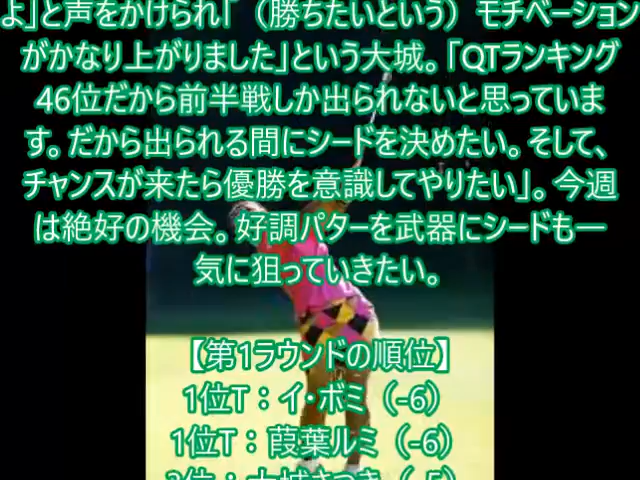 よ」と声をかけられ「（勝ちたいという）モチベーション
がかなり上がりました」という大城。「QTランキング
46位だから前半戦しか出られないと思っていま
す。だから出られる間にシードを決めたい。そして、
チャンスが来たら優勝を意識してやりたい」。今週
は絶好の機会。好調パターを武器にシードも一
気に狙っていきたい。
【第1ラウンドの順位】
1位T：イ・ボミ（-6）
1位T：葭葉ルミ（-6）
3位：大城さつき（-5）